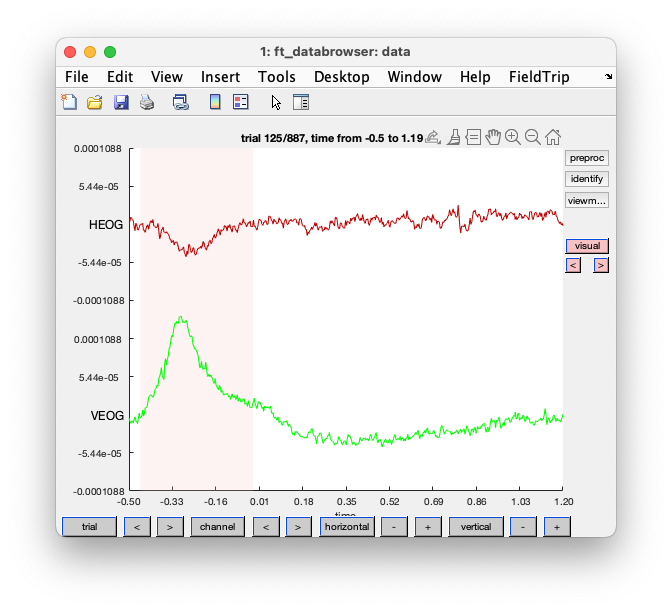 1: ft_databrowser: data
File Edit View Insert Tools Desktop Window Help FieldTrip
trial 125/887, time from -0.5 to 1.19
0.0001088
5.44e-05
HEOG
-5.44e-05
-0.0001088
0.0001088
5.44e-05
VEOG
-5.44e-05
-0.0001088
-0.50 -0.33 -0.16 0.01 0.18 0.35 0.52 0.69 0.86 1.03 1.20
time
preproc
identify
viewm...
visual
< >
trial < > channel < > horizontal - + vertical - +